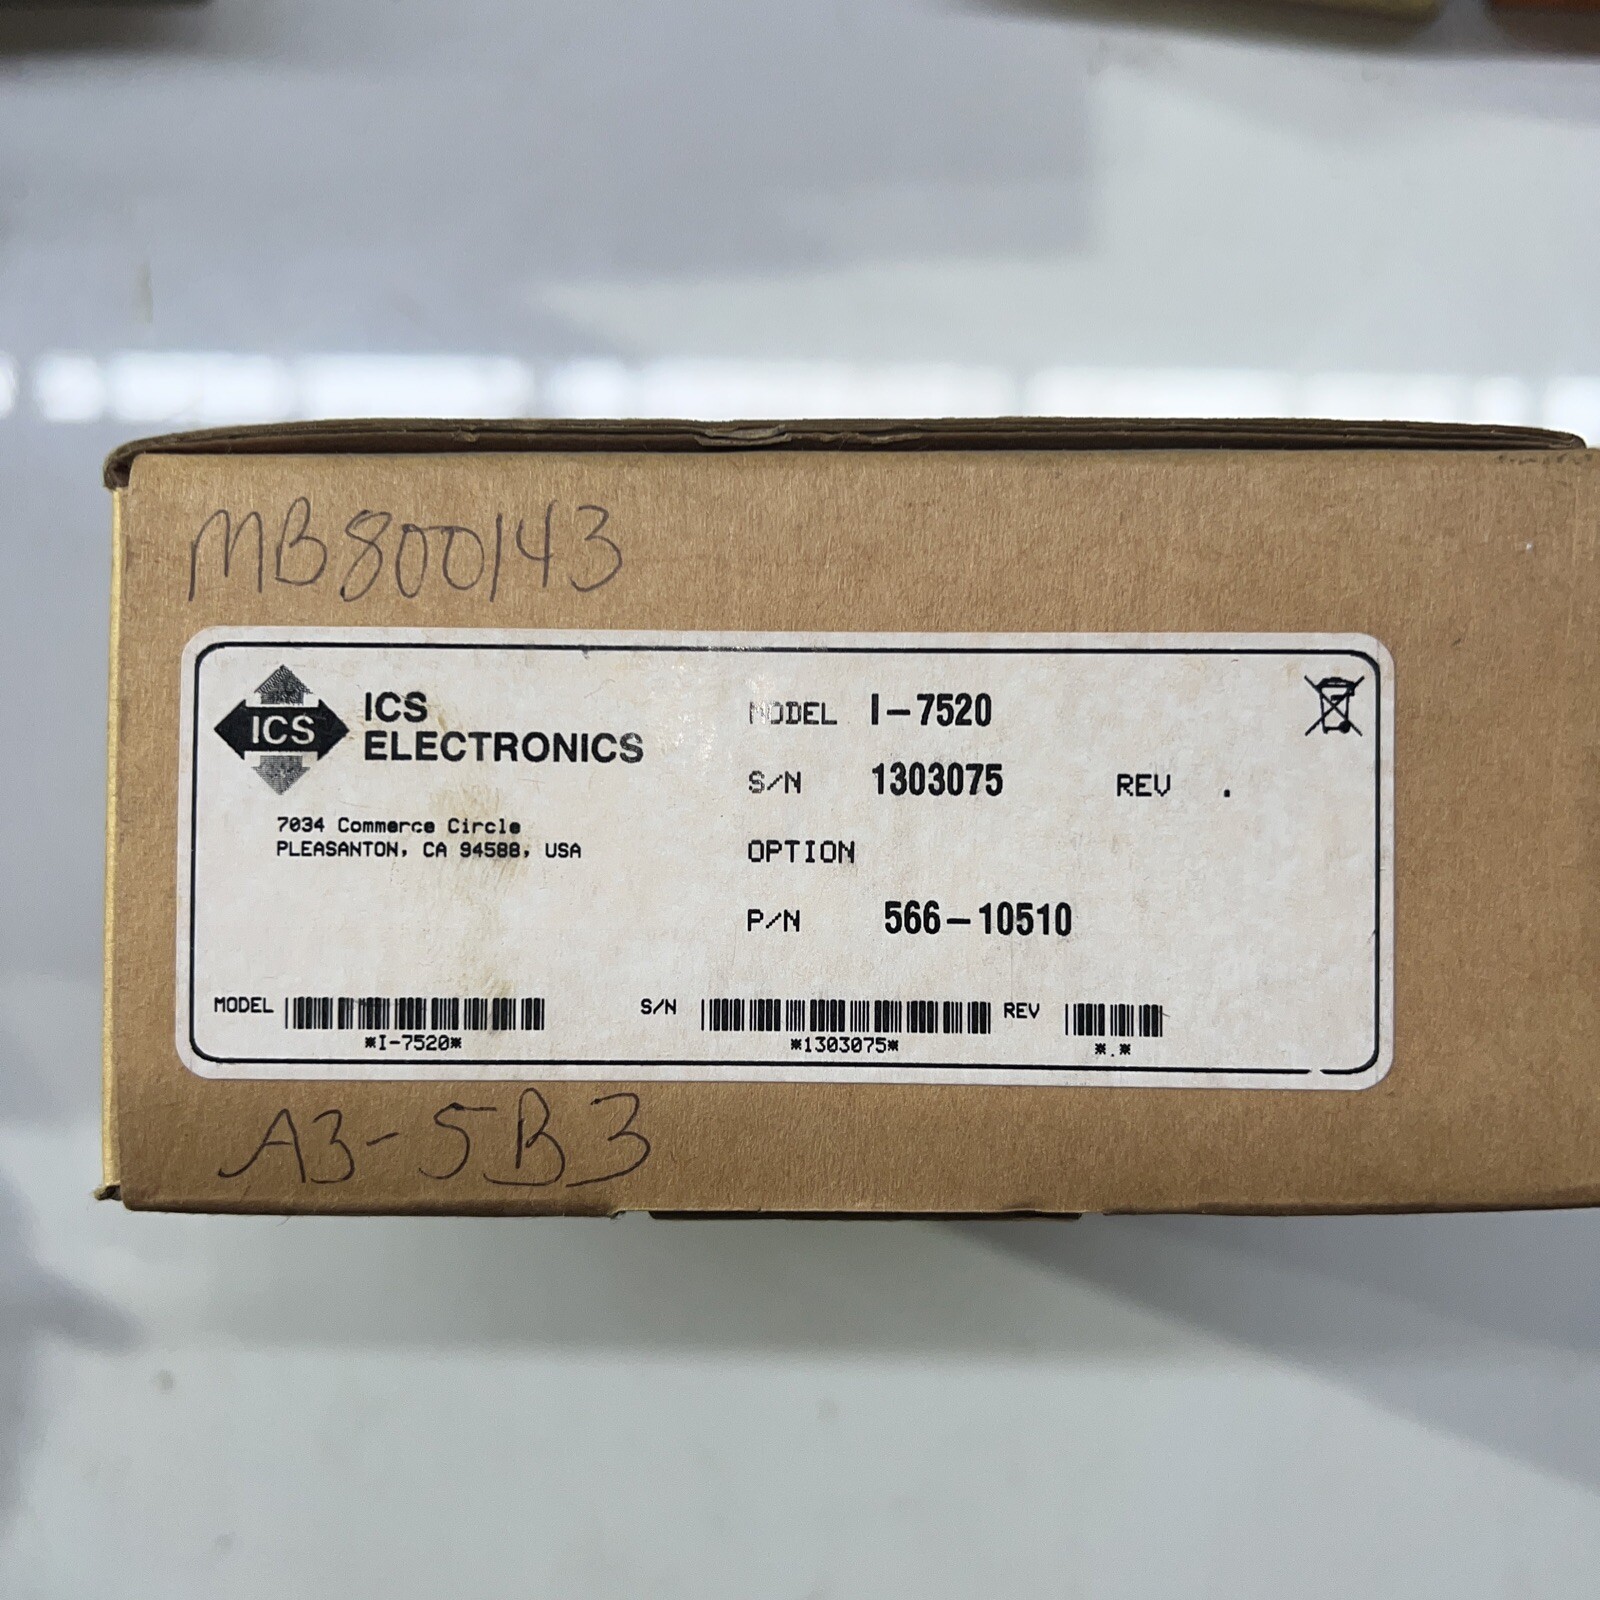 MB800143
ICS
ICS
ELECTRONICS
7034 Commerce Circle
PLEASANTON, CA 94588, USA
MODEL I-7520
S/N 1303075 REV .
OPTION
P/N 566-10510
MODEL
*I-7520*
S/N
*1303075*
REV
*.*
A3-5B3